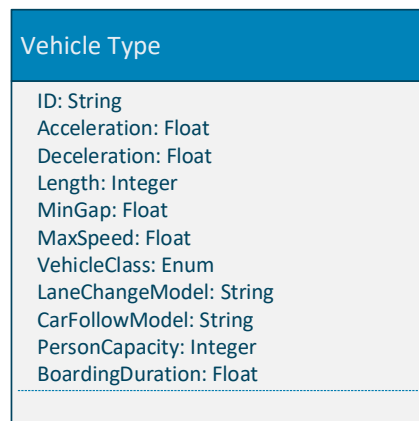 Vehicle Type
ID: String
Acceleration: Float
Deceleration: Float
Length: Integer
MinGap: Float
MaxSpeed: Float
VehicleClass: Enum
LaneChangeModel: String
CarFollowModel: String
PersonCapacity: Integer
BoardingDuration: Float